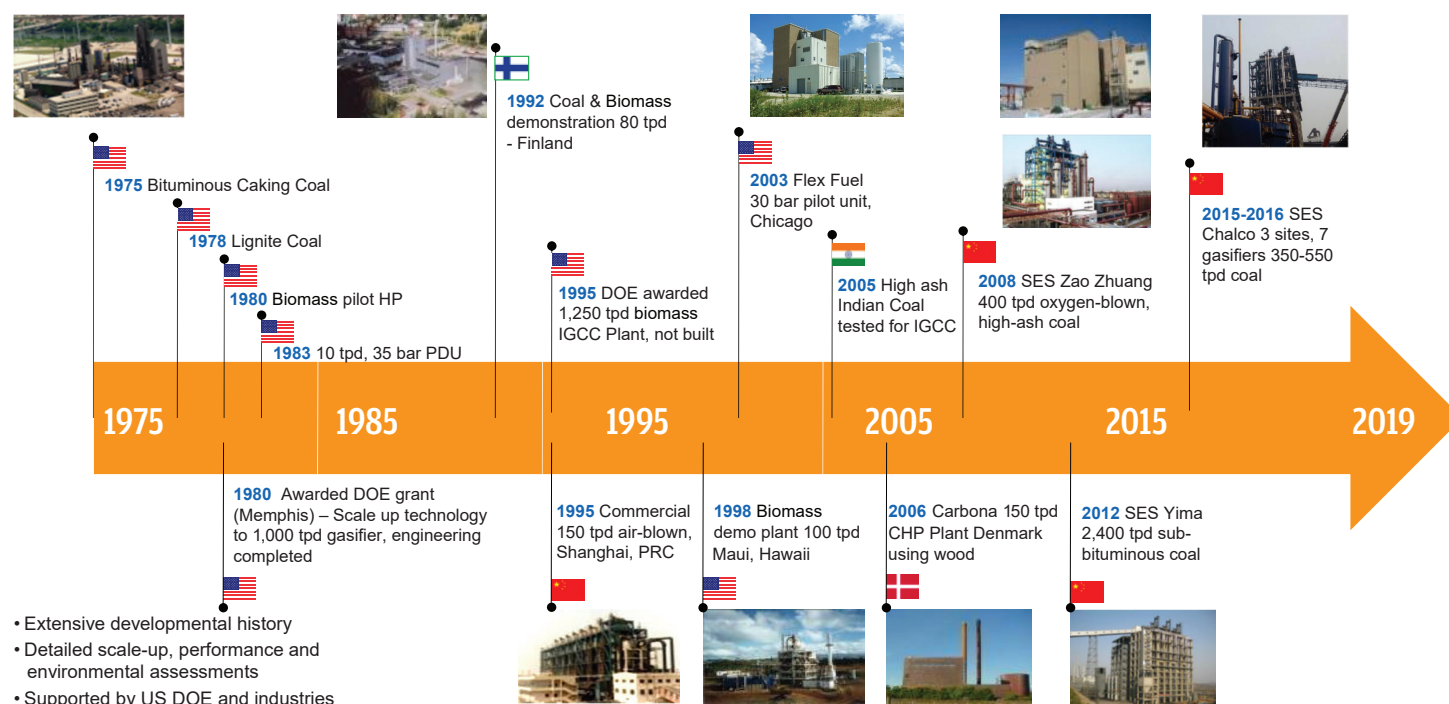 1975 Bituminous Caking Coal
1978 Lignite Coal
1980 Biomass pilot HP
1983 10 tpd, 35 bar PDU
1992 Coal & Biomass
demonstration 80 tpd
- Finland
1995 DOE awarded
1,250 tpd biomass
IGCC Plant, not built
2003 Flex Fuel
30 bar pilot unit,
Chicago
2005 High ash
Indian Coal
tested for IGCC
2008 SES Zao Zhuang
400 tpd oxygen-blown,
high-ash coal
2015-2016 SES
Chalco 3 sites, 7
gasifiers 350-550
tpd coal
1975 1985 1995 2005 2015 2019
1980 Awarded DOE grant
(Memphis) – Scale up technology
to 1,000 tpd gasifier, engineering
completed
1995 Commercial
150 tpd air-blown,
Shanghai, PRC
1998 Biomass
demo plant 100 tpd
Maui, Hawaii
2006 Carbona 150 tpd
CHP Plant Denmark
using wood
2012 SES Yima
2,400 tpd sub-
bituminous coal
• Extensive developmental history
• Detailed scale-up, performance and
environmental assessments
• Supported by US DOE and industries